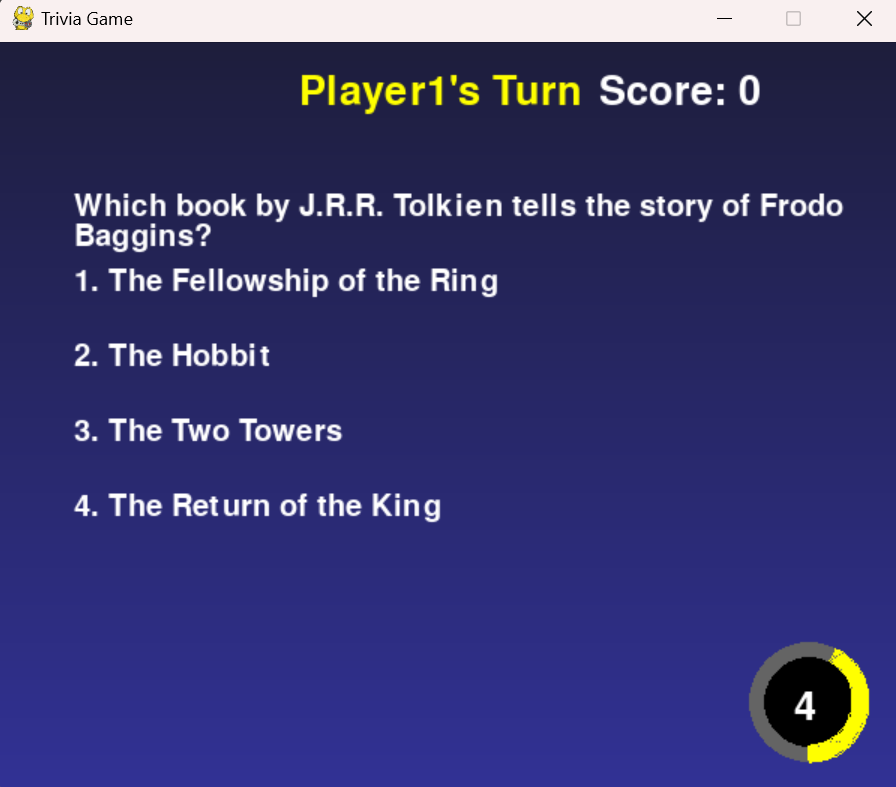 Trivia Game
Player1's Turn Score: 0
Which book by J.R.R. Tolkien tells the story of Frodo
Baggins?
1. The Fellowship of the Ring
2. The Hobbit
3. The Two Towers
4. The Return of the King
4